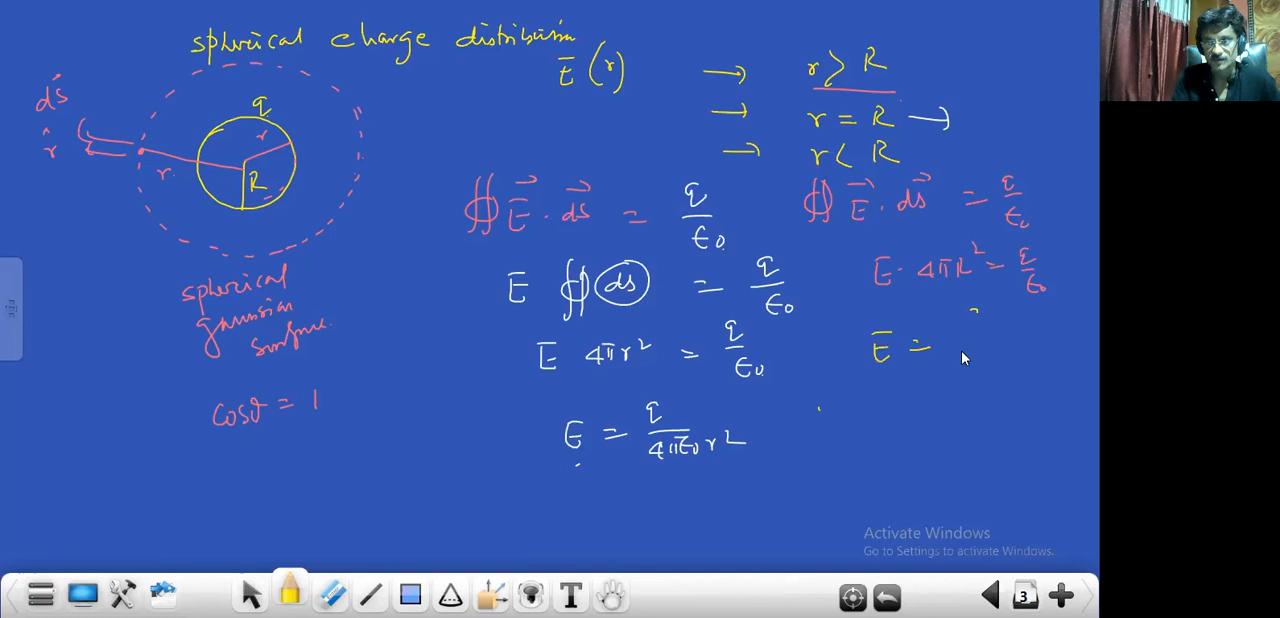 spherical charge distribution
E(r) → r > R
→ r = R →
→ r < R
ds
r̂
q
r
r
R
spherical
gaussian
surface.
cosθ = 1
∯ E⃗ . ds⃗ = q/ε₀
E ∯ ds = q/ε₀
E 4πr² = q/ε₀
E = q/4πε₀r²
∯ E⃗ . ds⃗ = q/ε₀
E . 4πR² = q/ε₀
E =
Activate Windows
Go to Settings to activate Windows.
T
3